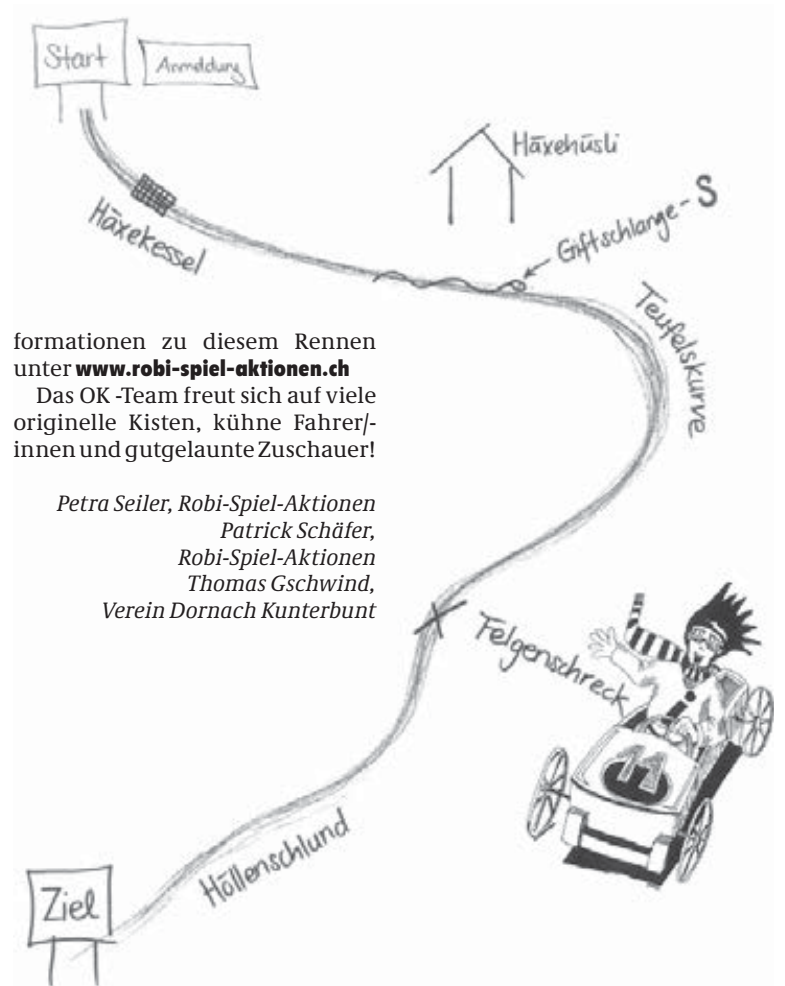 Start
Anmeldung
Häxehüsli
Häxekessel
Giftschlange-S
Teufelskurve
formationen zu diesem Rennen
unter www.robi-spiel-aktionen.ch
Das OK -Team freut sich auf viele
originelle Kisten, kühne Fahrer/-
innen und gutgelaunte Zuschauer!
Petra Seiler, Robi-Spiel-Aktionen
Patrick Schäfer,
Robi-Spiel-Aktionen
Thomas Gschwind,
Verein Dornach Kunterbunt
Felgenschreck
11
Höllenschlund
Ziel